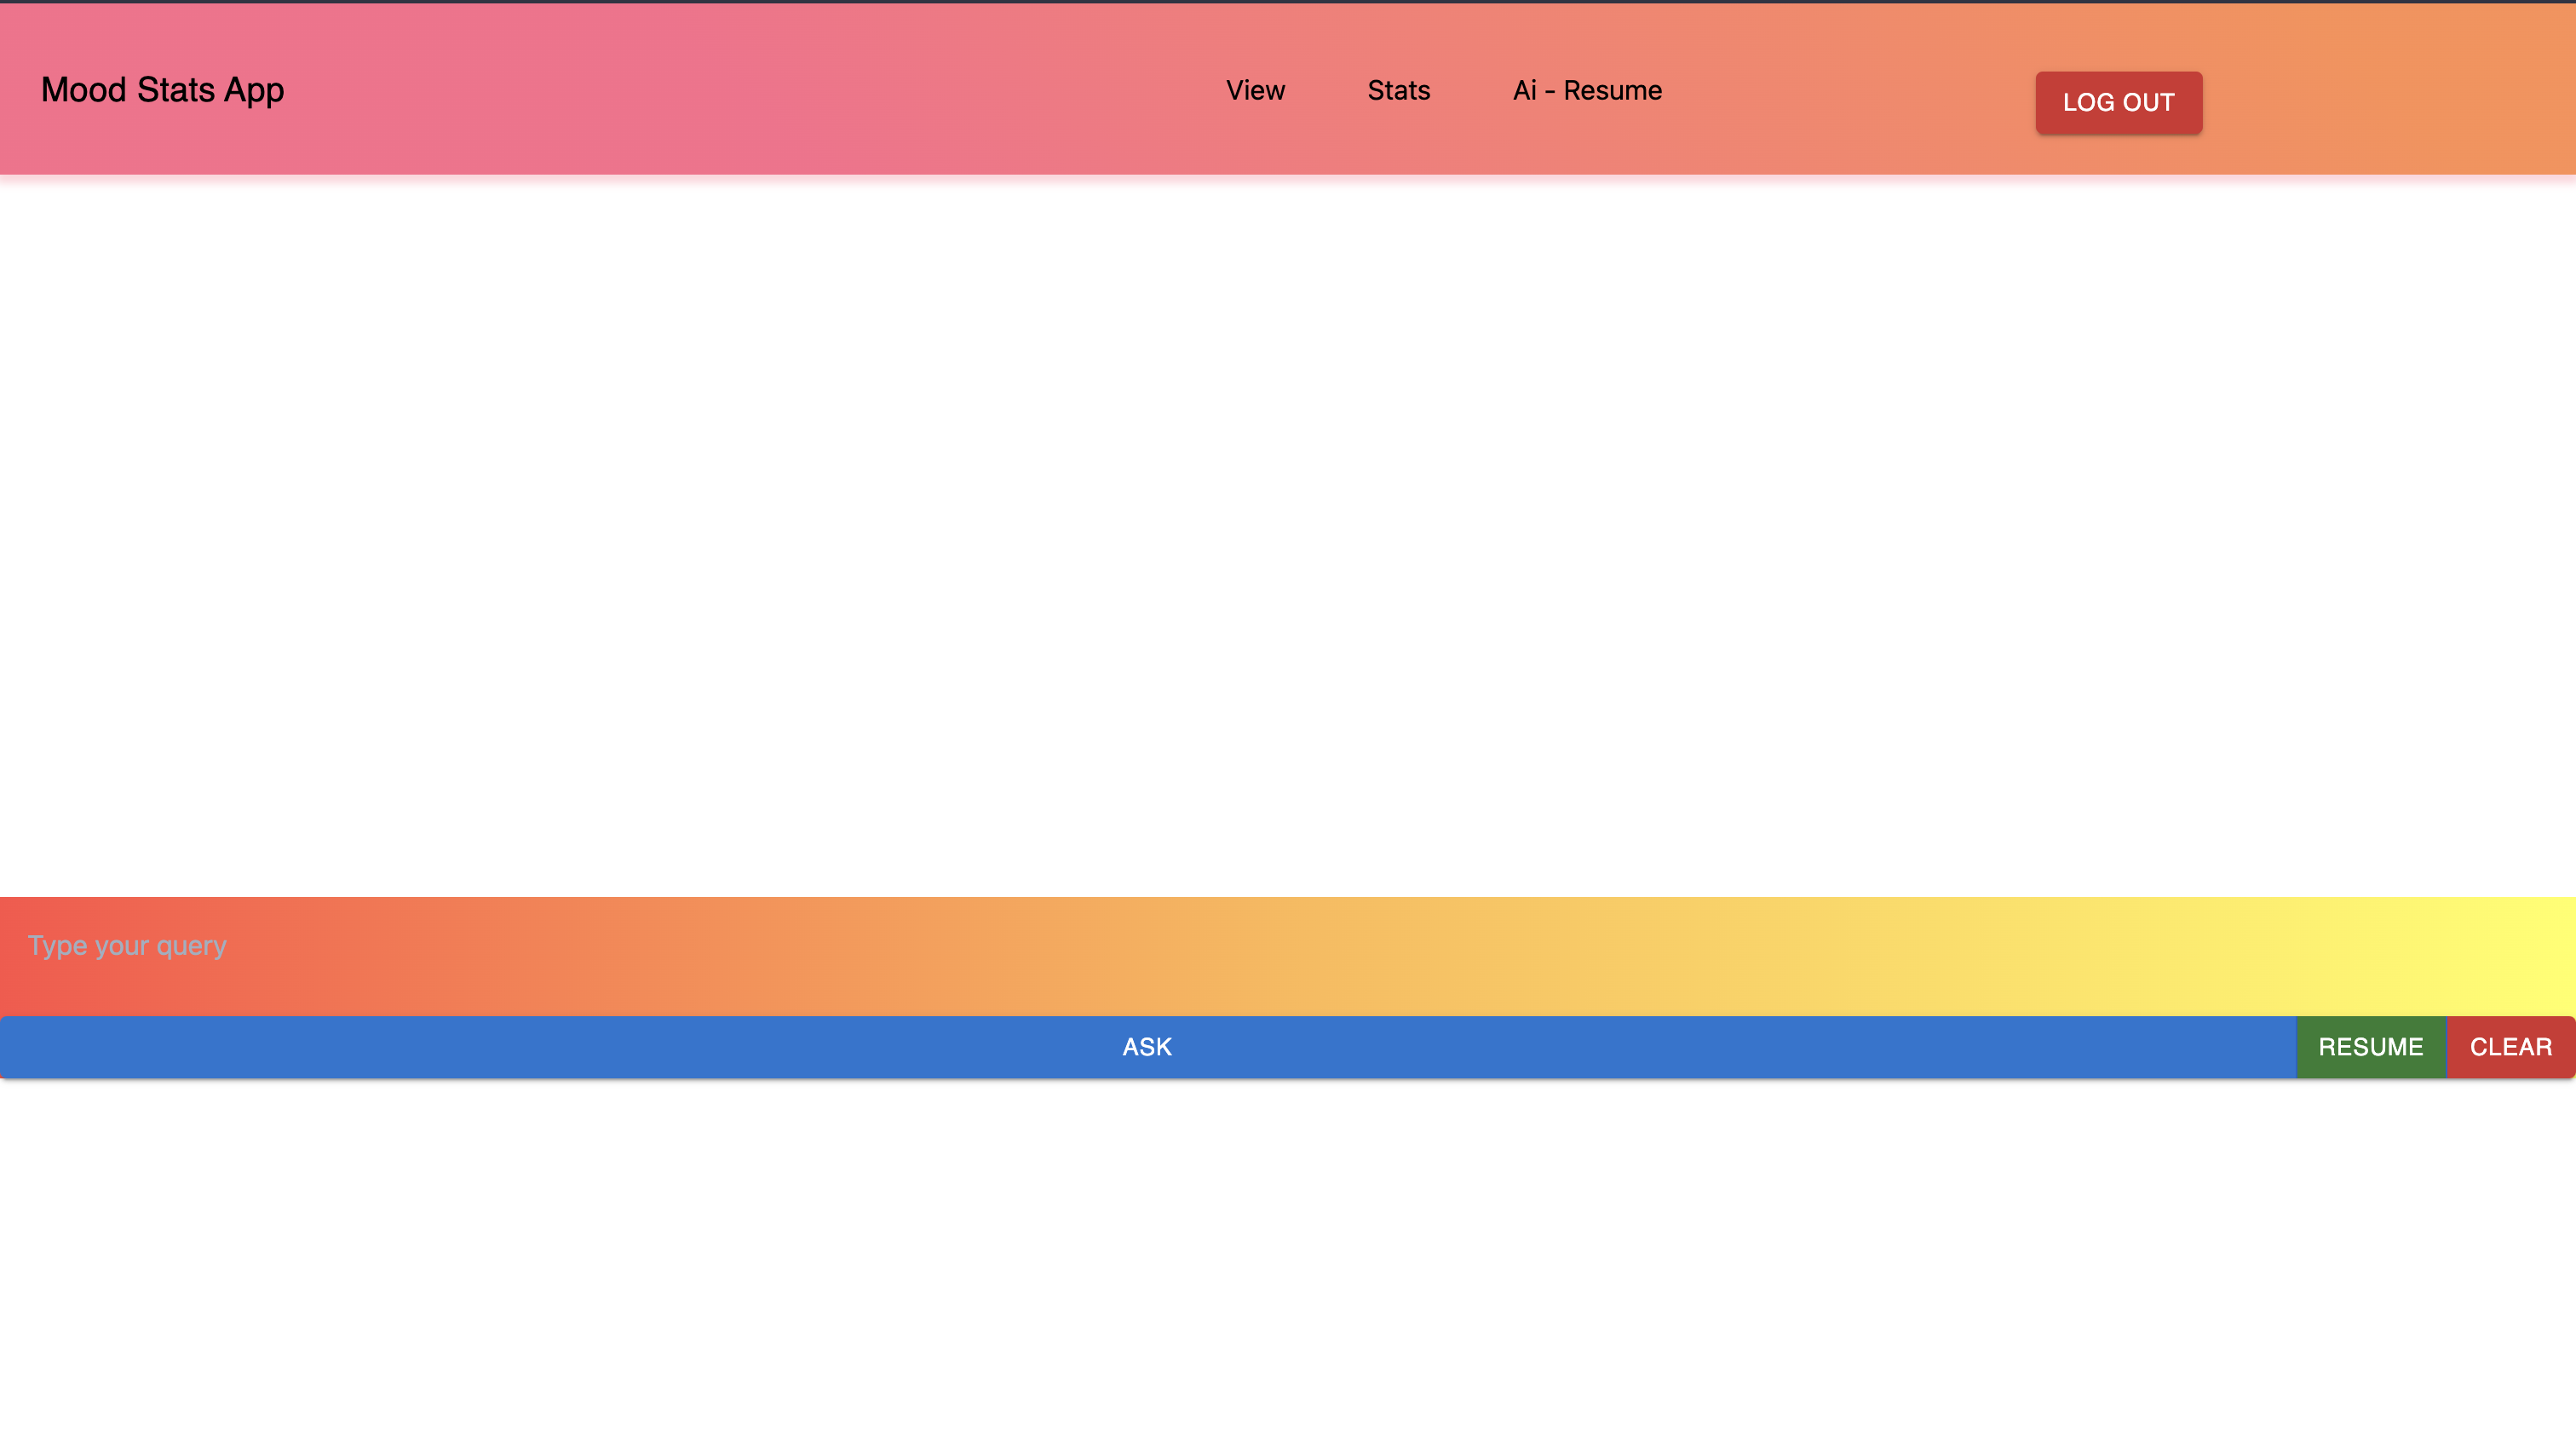 Mood Stats App
View Stats Ai - Resume
LOG OUT
Type your query
ASK RESUME CLEAR